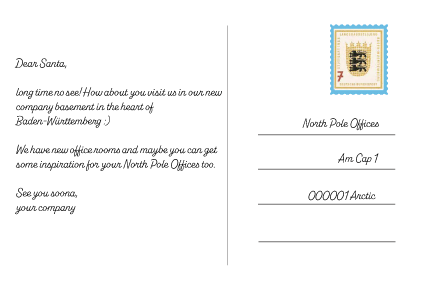 Dear Santa,
long time no see! How about you visit us in our new
company basement in the heart of
Baden-Württemberg :)
We have new office rooms and maybe you can get
some inspiration for your North Pole Offices too.
See you soona,
your company
7
North Pole Offices
Am Cap 1
000001 Arctic